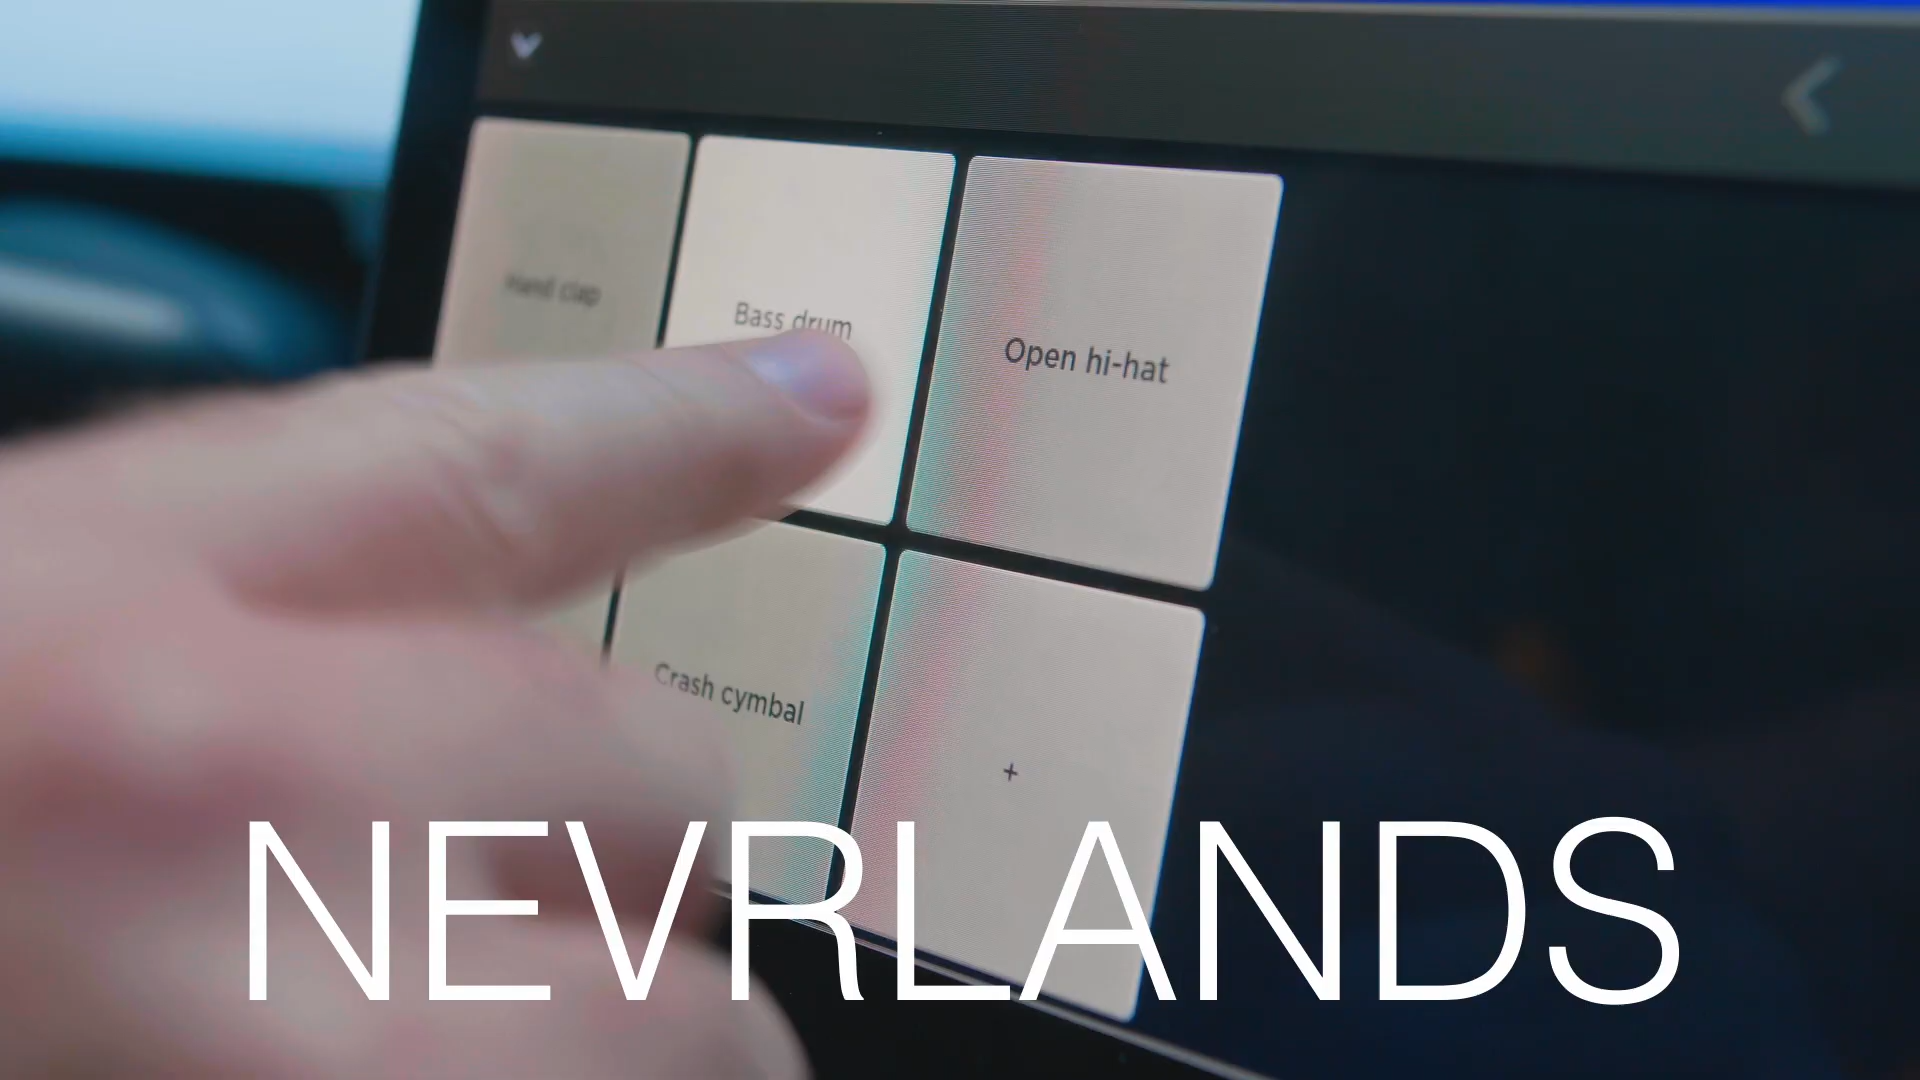 Hand clap
Bass drum
Open hi-hat
Crash cymbal
+
NEVRLANDS